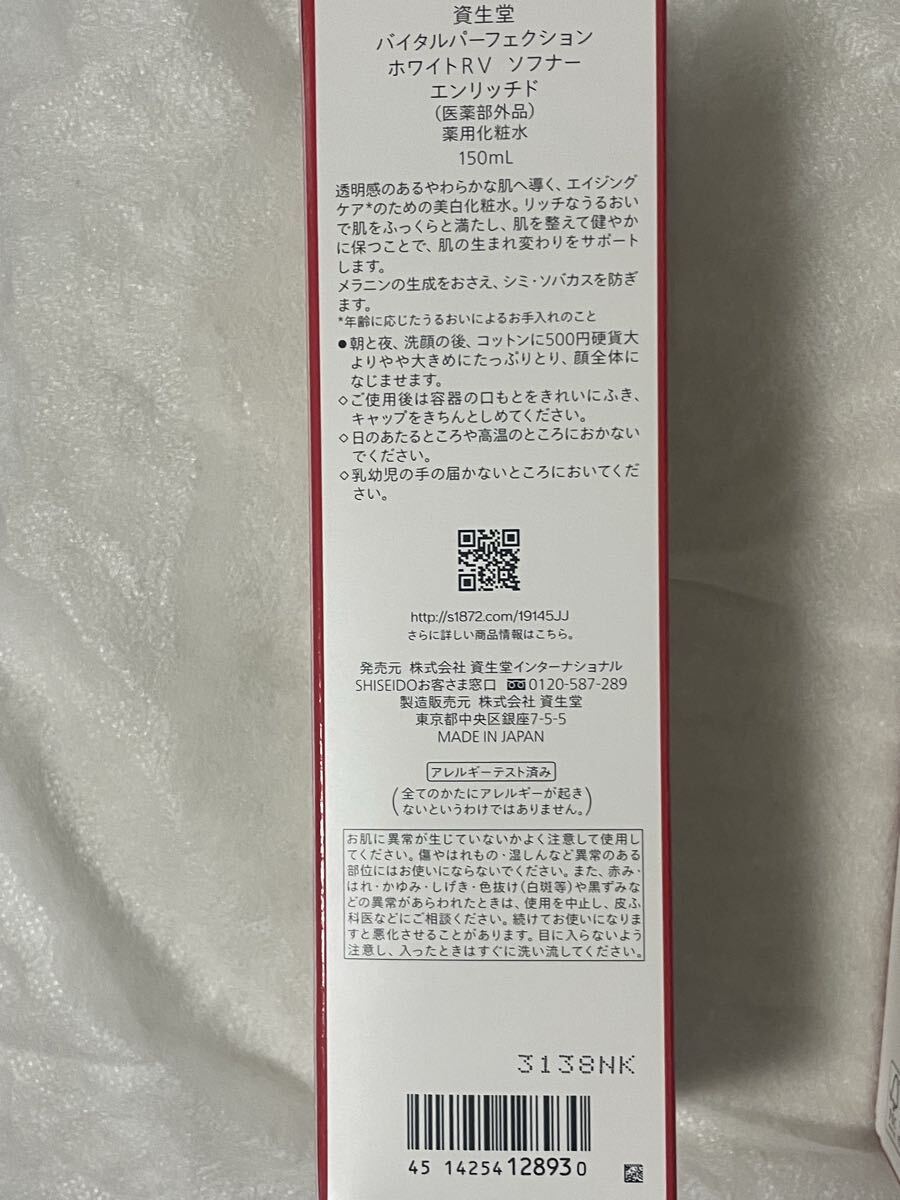 資生堂
バイタルパーフェクション
ホワイトRV ソフナー
エンリッチド
(医薬部外品)
薬用化粧水
150mL
透明感のあるやわらかな肌へ導く、エイジング
ケア*のための美白化粧水。リッチなうるおい
で肌をふっくらと満たし、肌を整えて健やか
に保つことで、肌の生まれ変わりをサポート
します。
メラニンの生成をおさえ、シミ・ソバカスを防ぎ
ます。
*年齢に応じたうるおいによるお手入れのこと
●朝と夜、洗顔の後、コットンに500円硬貨大
よりやや大きめにたっぷりとり、顔全体に
なじませます。
◇ご使用後は容器の口もとをきれいにふき、
キャップをきちんとしめてください。
◇日のあたるところや高温のところにおかない
でください。
◇乳幼児の手の届かないところにおいてくだ
さい。
http://s1872.com/19145JJ
さらに詳しい商品情報はこちら。
発売元 株式会社 資生堂インターナショナル
SHISEIDOお客さま窓口 0120-587-289
製造販売元 株式会社 資生堂
東京都中央区銀座7-5-5
MADE IN JAPAN
アレルギーテスト済み
(全てのかたにアレルギーが起き
ないというわけではありません。)
お肌に異常が生じていないかよく注意して使用し
てください。傷やはれもの・湿しんなど異常のある
部位にはお使いにならないでください。また、赤み・
はれ・かゆみ・しげき・色抜け(白斑等)や黒ずみな
どの異常があらわれたときは、使用を中止し、皮ふ
科医などにご相談ください。続けてお使いになりま
すと悪化させることがあります。目に入らないよう
注意し、入ったときはすぐに洗い流してください。
3138NK
45 14254 12893 0